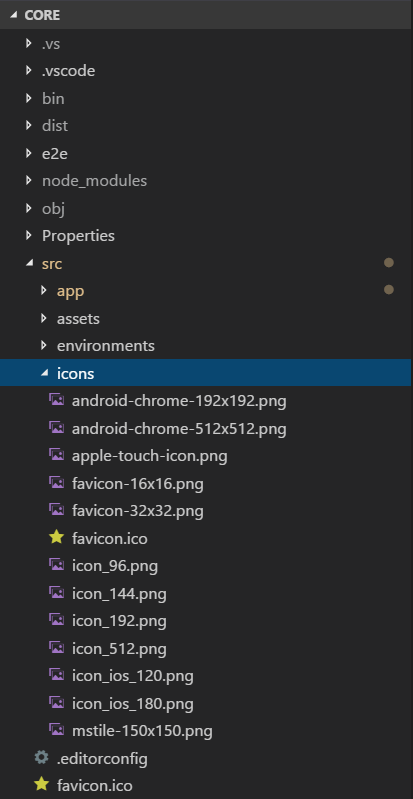 CORE
.vs
.vscode
bin
dist
e2e
node_modules
obj
Properties
src
app
assets
environments
icons
android-chrome-192x192.png
android-chrome-512x512.png
apple-touch-icon.png
favicon-16x16.png
favicon-32x32.png
favicon.ico
icon_96.png
icon_144.png
icon_192.png
icon_512.png
icon_ios_120.png
icon_ios_180.png
mstile-150x150.png
.editorconfig
favicon.ico